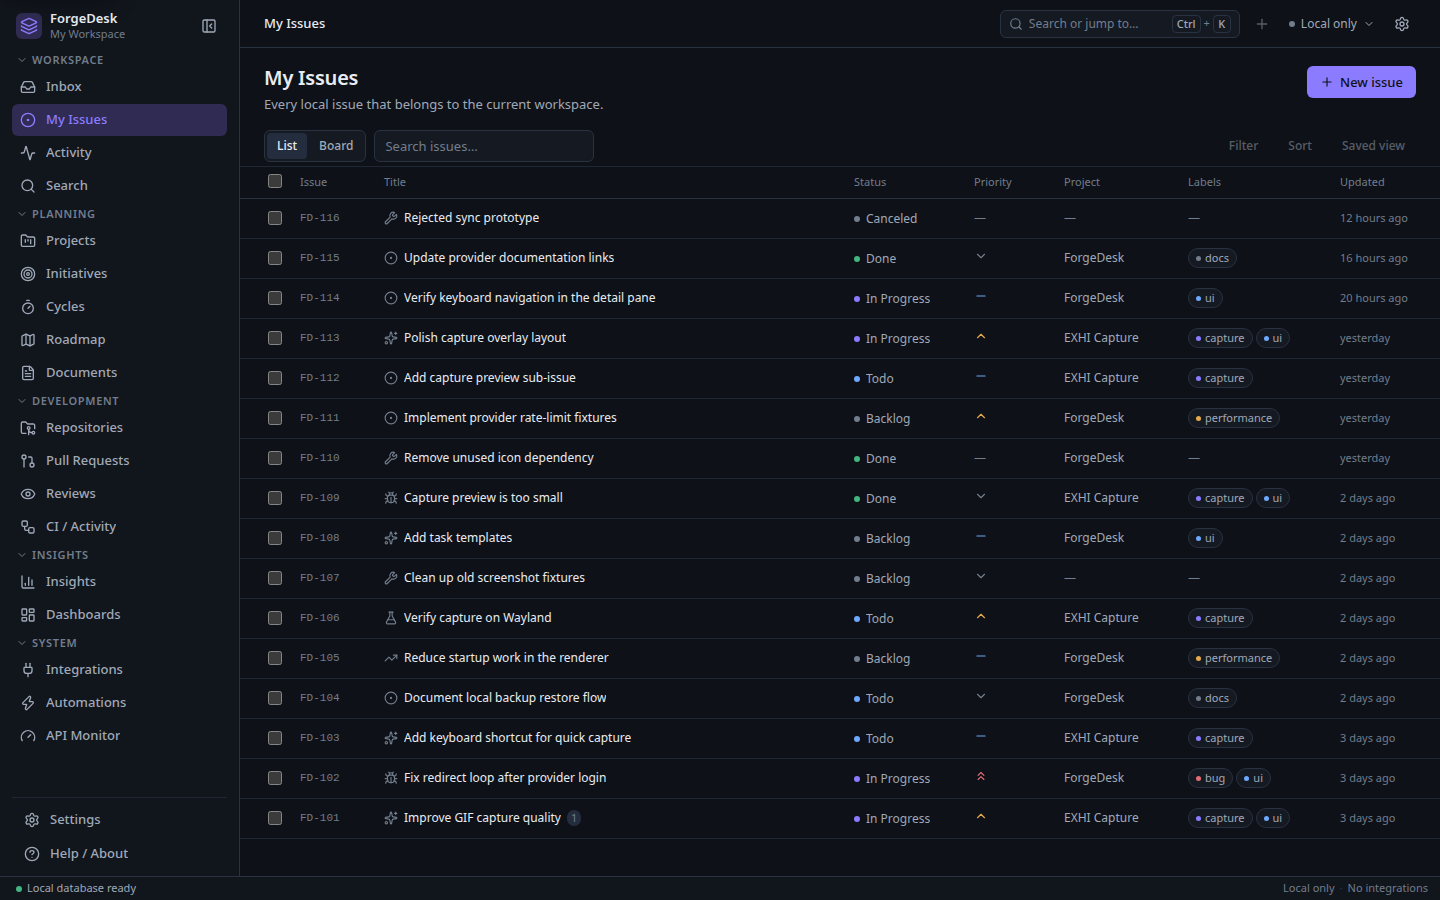 ForgeDesk
My Workspace
WORKSPACE
Inbox
My Issues
Activity
Search
PLANNING
Projects
Initiatives
Cycles
Roadmap
Documents
DEVELOPMENT
Repositories
Pull Requests
Reviews
CI / Activity
INSIGHTS
Insights
Dashboards
SYSTEM
Integrations
Automations
API Monitor
Settings
Help / About
My Issues
Search or jump to... Ctrl + K
Local only
My Issues
Every local issue that belongs to the current workspace.
New issue
List Board Search issues... Filter Sort Saved view
Issue Title Status Priority Project Labels Updated
FD-116 Rejected sync prototype Canceled — — — 12 hours ago
FD-115 Update provider documentation links Done ForgeDesk docs 16 hours ago
FD-114 Verify keyboard navigation in the detail pane In Progress ForgeDesk ui 20 hours ago
FD-113 Polish capture overlay layout In Progress EXHI Capture capture ui yesterday
FD-112 Add capture preview sub-issue Todo EXHI Capture capture yesterday
FD-111 Implement provider rate-limit fixtures Backlog ForgeDesk performance yesterday
FD-110 Remove unused icon dependency Done — ForgeDesk — yesterday
FD-109 Capture preview is too small Done EXHI Capture capture ui 2 days ago
FD-108 Add task templates Backlog ForgeDesk ui 2 days ago
FD-107 Clean up old screenshot fixtures Backlog — — 2 days ago
FD-106 Verify capture on Wayland Todo EXHI Capture capture 2 days ago
FD-105 Reduce startup work in the renderer Backlog ForgeDesk performance 2 days ago
FD-104 Document local backup restore flow Todo ForgeDesk docs 2 days ago
FD-103 Add keyboard shortcut for quick capture Todo EXHI Capture capture 3 days ago
FD-102 Fix redirect loop after provider login In Progress ForgeDesk bug ui 3 days ago
FD-101 Improve GIF capture quality 1 In Progress EXHI Capture capture ui 3 days ago
Local database ready
Local only · No integrations